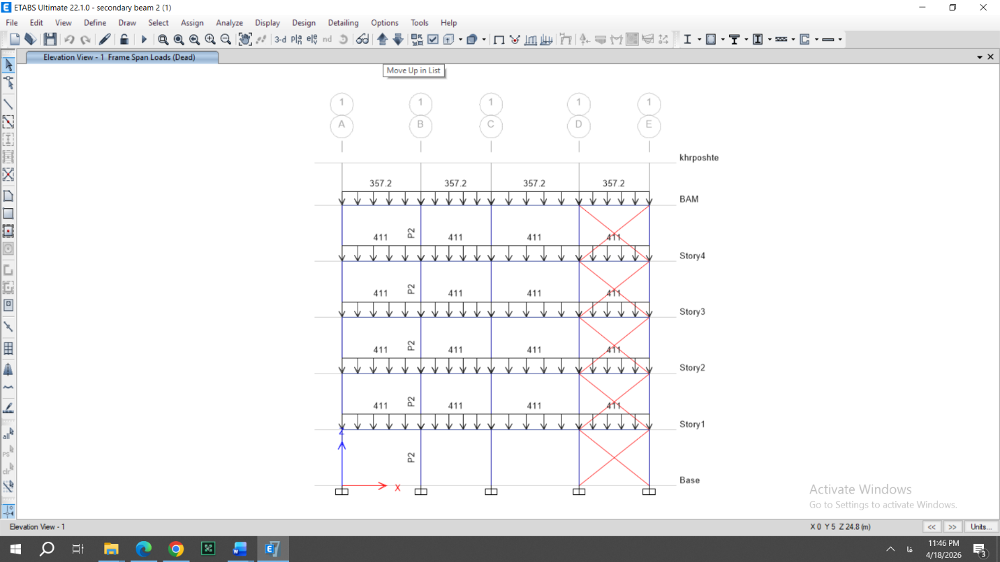 ETABS Ultimate 22.1.0 - secondary beam 2 (1)
File Edit View Define Draw Select Assign Analyze Display Design Detailing Options Tools Help
3-d
nd
Elevation View - 1 Frame Span Loads (Dead)
Move Up in List
1 1 1 1 1
A B C D E
khrposhte
357.2 357.2 357.2 357.2
BAM
P2
411 411 411 411
Story4
P2
411 411 411 411
Story3
P2
411 411 411 411
Story2
P2
411 411 411 411
Story1
Z
P2
Base
X
all
PS
clr
Activate Windows
Go to Settings to activate Windows.
Elevation View - 1
X 0 Y 5 Z 24.8 (m)
<< >> Units...
فا
11:46 PM
4/18/2026
3